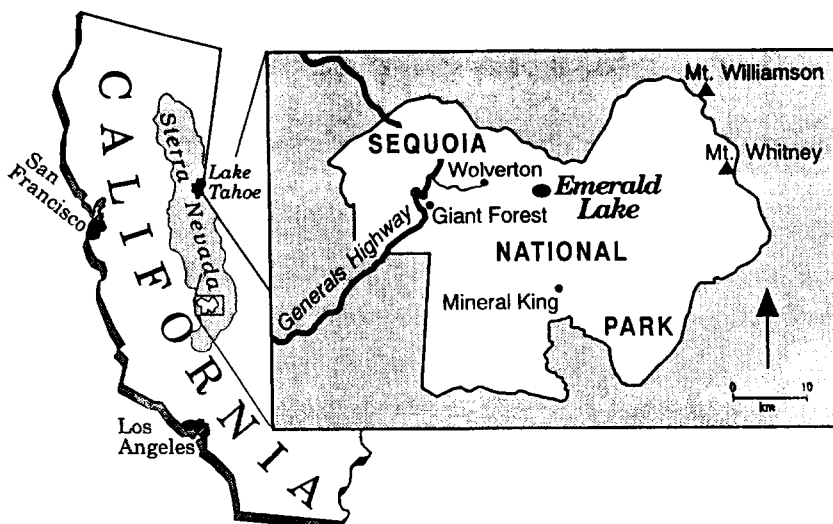 CALIFORNIA
Sierra Nevada
San
Francisco
Lake
Tahoe
Los
Angeles
Mt. Williamson
Mt. Whitney
SEQUOIA
Wolverton
Emerald
Lake
Giant Forest
Generals Highway
NATIONAL
Mineral King
PARK
0 10
km